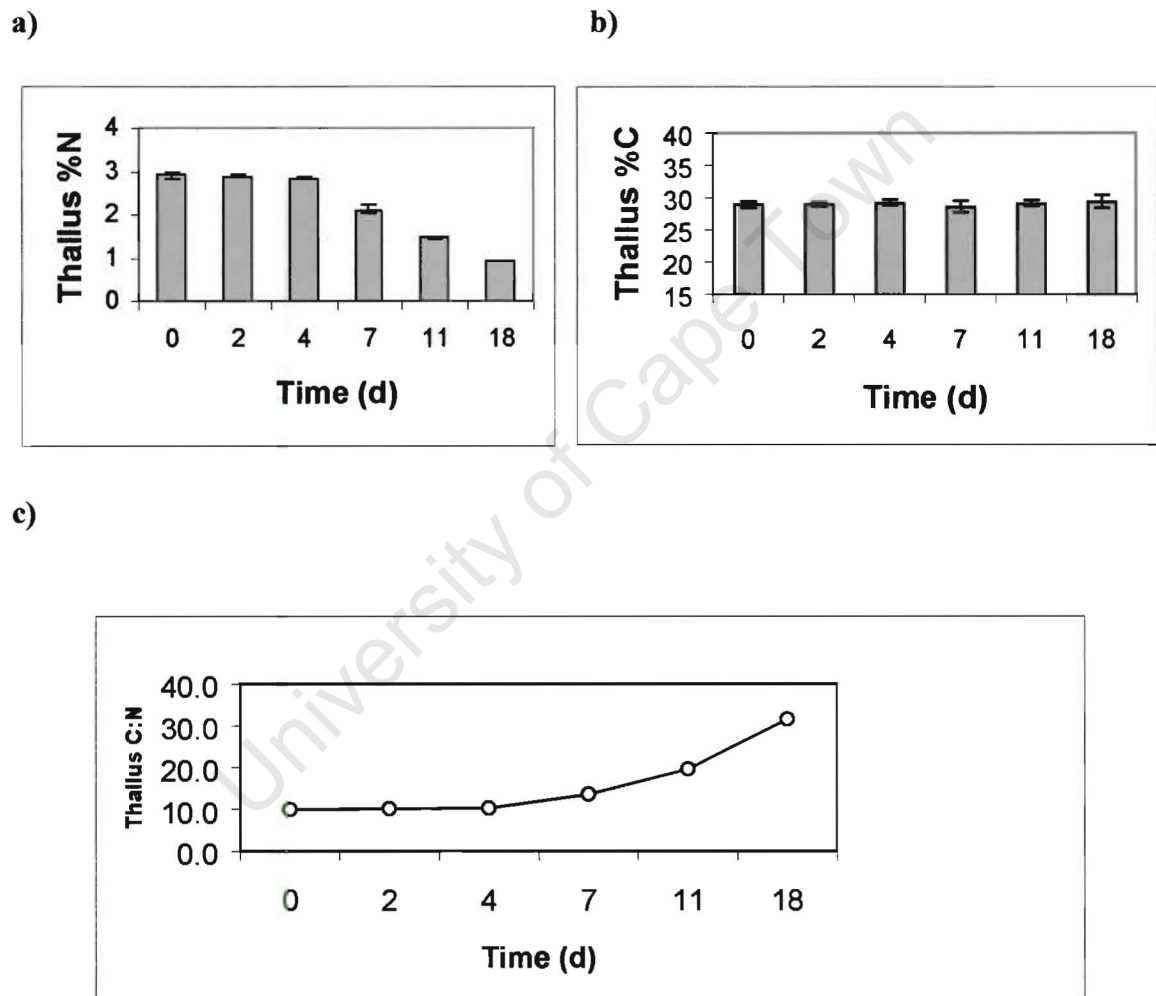 a)
b)
Thallus %N
4
3
2
1
0
0 2 4 7 11 18
Time (d)
Thallus %C
40
35
30
25
20
15
0 2 4 7 11 18
Time (d)
c)
Thallus C:N
40.0
30.0
20.0
10.0
0.0
0 2 4 7 11 18
Time (d)
University of Cape Town